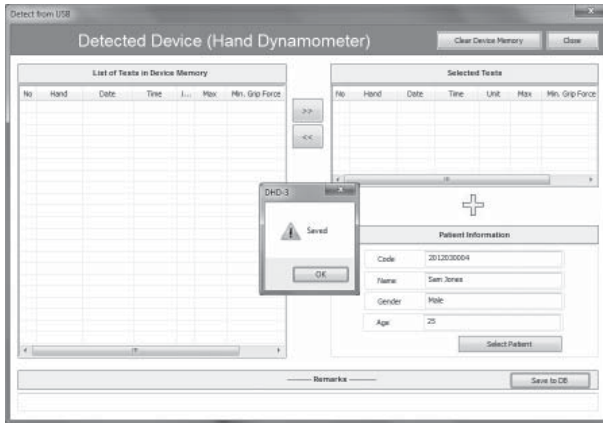 Detect from USB
Detected Device (Hand Dynamometer)
Clear Device Memory
Close
List of Tests in Device Memory
No Hand Date Time J... Max Min. Grip Force
>>
<<
Selected Tests
No Hand Date Time Unit Max Min. Grip Force
DHD-3
Saved
OK
Patient Information
Code 2012030004
Name Sam Jones
Gender Male
Age 25
Select Patient
Remarks
Save to DB